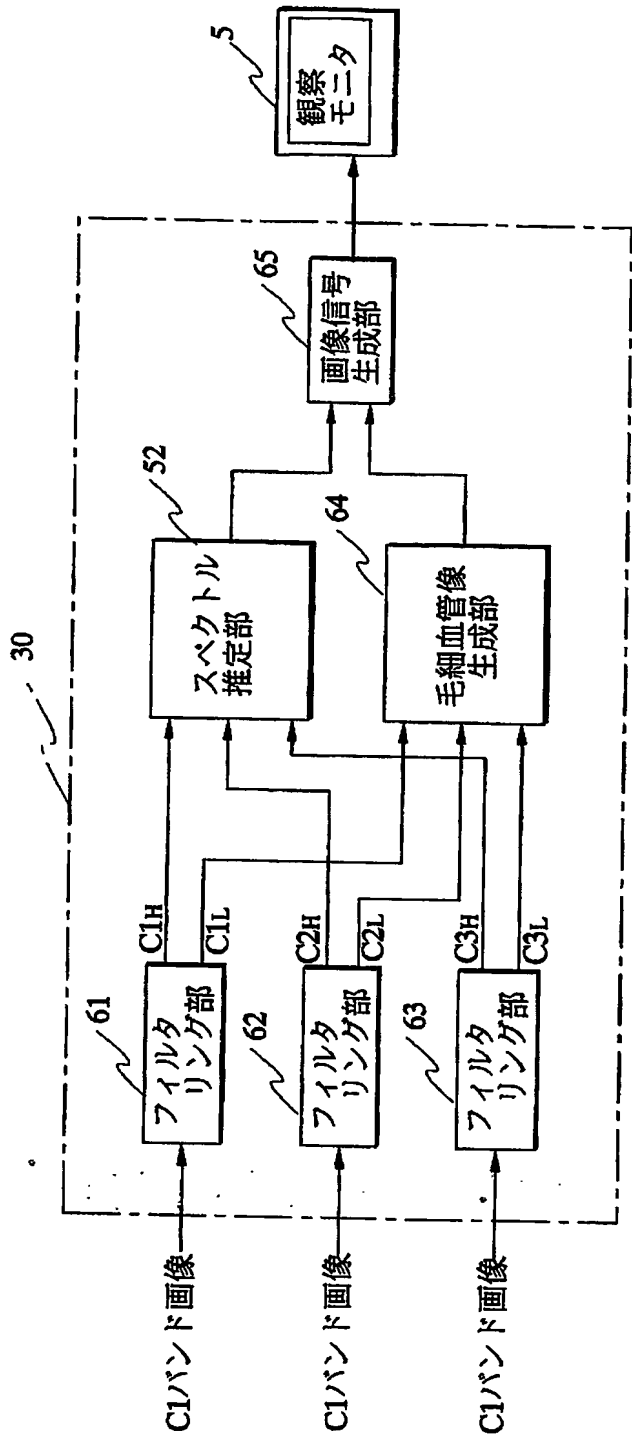 30
C1バンド画像
61
フィルタ
リング部
C1H
C1L
C1バンド画像
62
フィルタ
リング部
C2H
C2L
C1バンド画像
63
フィルタ
リング部
C3H
C3L
52
スペクトル
推定部
64
毛細血管像
生成部
65
画像信号
生成部
5
観察
モニタ